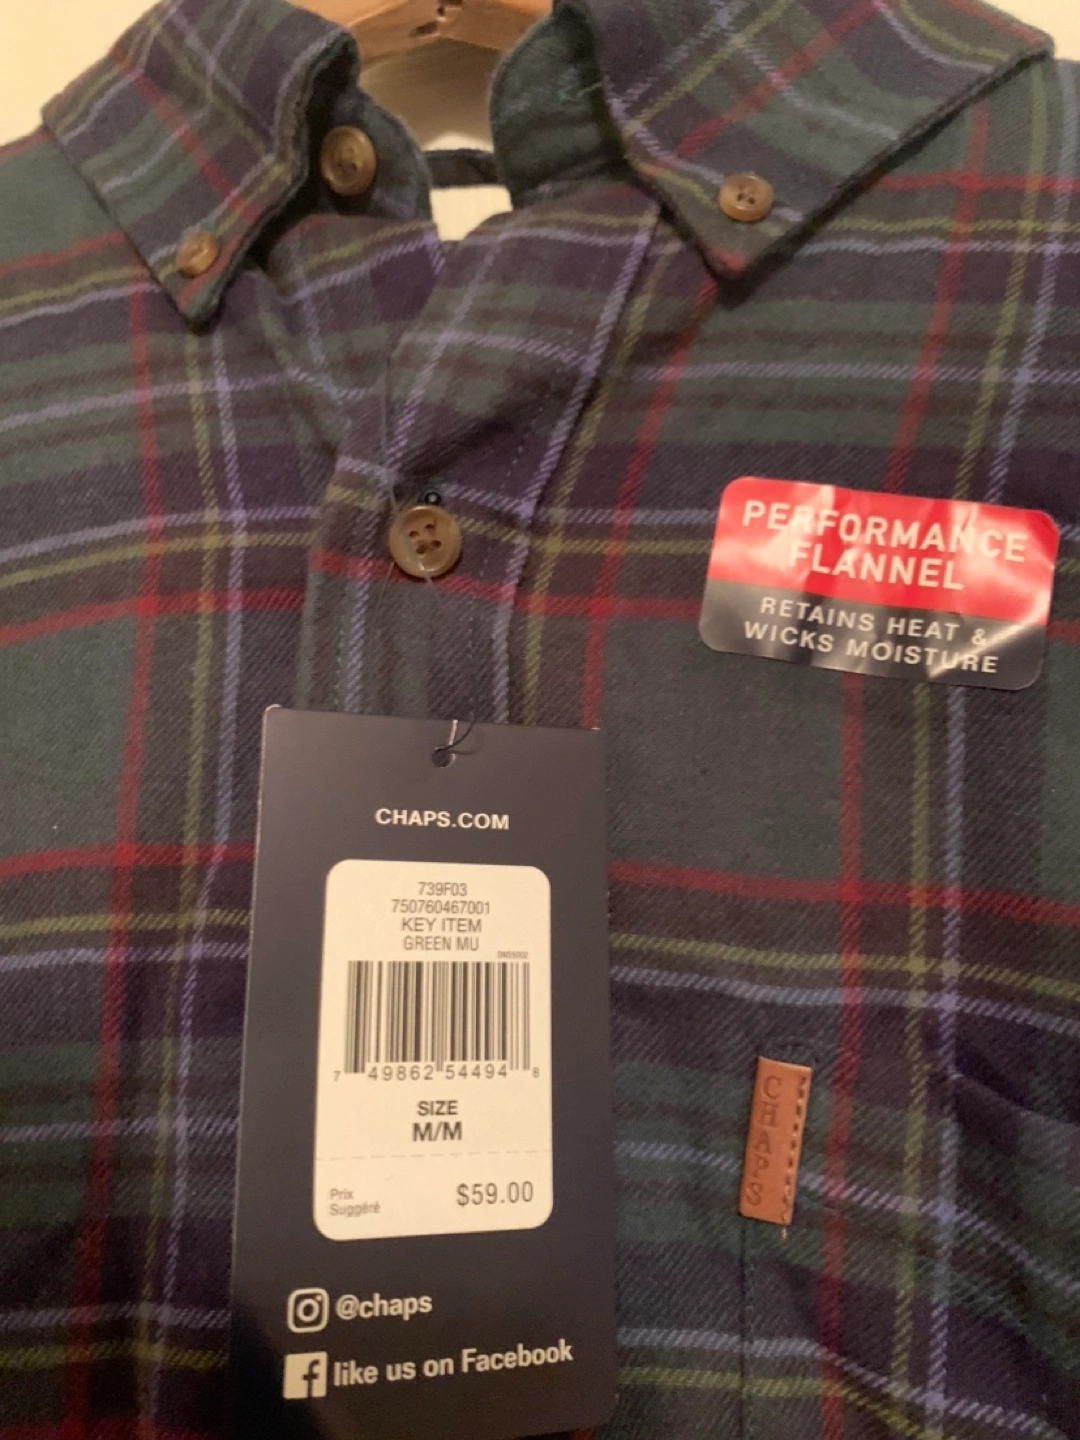 PERFORMANCE
FLANNEL
RETAINS HEAT &
WICKS MOISTURE
CHAPS.COM
739F03
750760467001
KEY ITEM
GREEN MU
DNS5002
7 49862 54494 8
SIZE
M/M
Prix
Suggéré
$59.00
CHAPS
@chaps
like us on Facebook